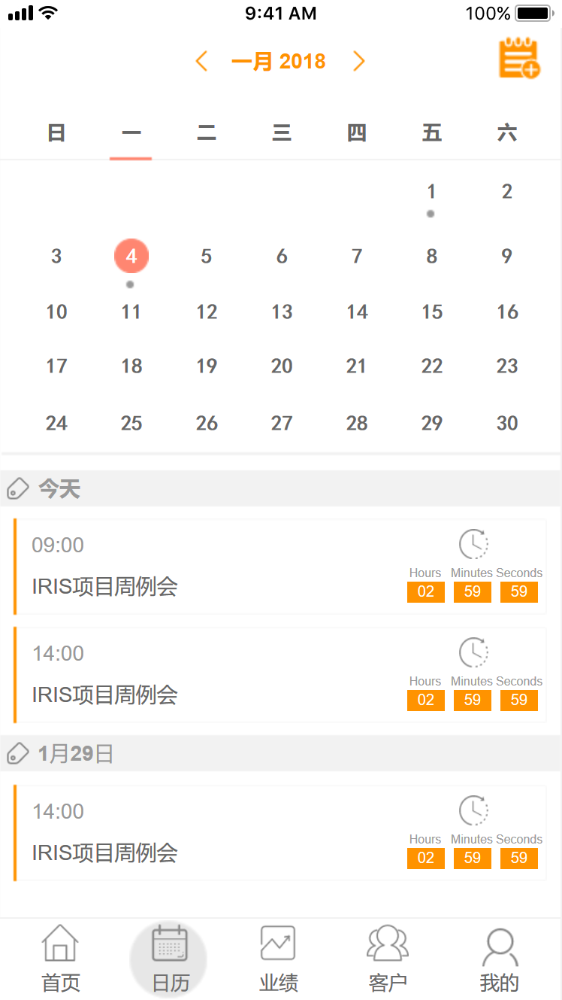 9:41 AM 100%
一月 2018
日 一 二 三 四 五 六
1 2
3 4 5 6 7 8 9
10 11 12 13 14 15 16
17 18 19 20 21 22 23
24 25 26 27 28 29 30
今天
09:00
IRIS项目周例会
Hours Minutes Seconds
02 59 59
14:00
IRIS项目周例会
Hours Minutes Seconds
02 59 59
1月29日
14:00
IRIS项目周例会
Hours Minutes Seconds
02 59 59
首页 日历 业绩 客户 我的